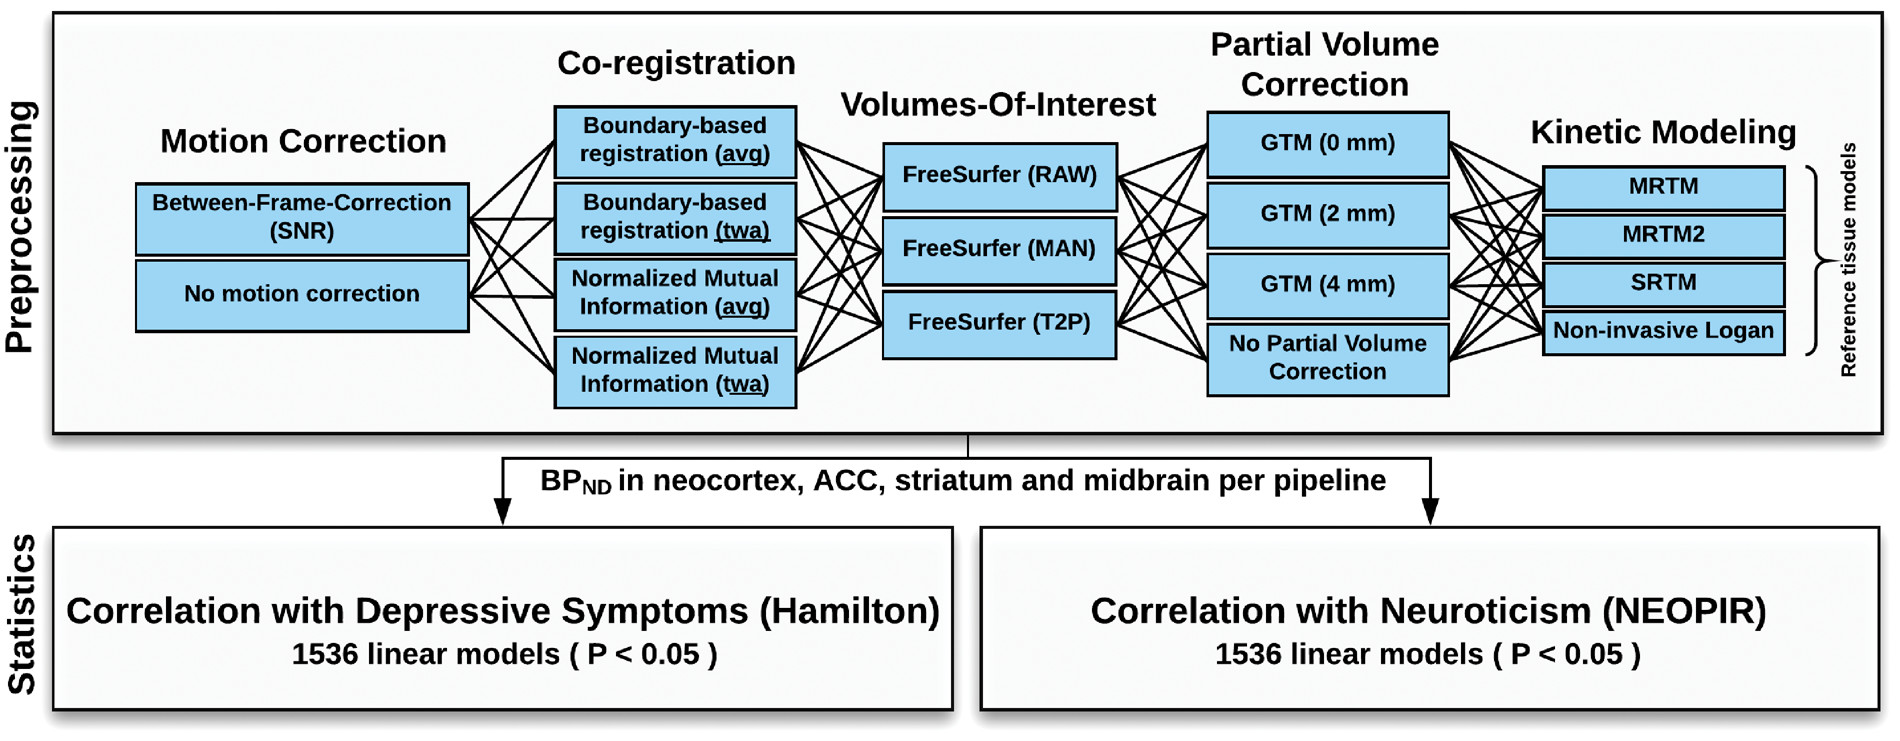 Preprocessing
Motion Correction
Between-Frame-Correction
(SNR)
No motion correction
Co-registration
Boundary-based
registration (avg)
Boundary-based
registration (twa)
Normalized Mutual
Information (avg)
Normalized Mutual
Information (twa)
Volumes-Of-Interest
FreeSurfer (RAW)
FreeSurfer (MAN)
FreeSurfer (T2P)
Partial Volume
Correction
GTM (0 mm)
GTM (2 mm)
GTM (4 mm)
No Partial Volume
Correction
Kinetic Modeling
MRTM
MRTM2
SRTM
Non-invasive Logan
Reference tissue models
BPND in neocortex, ACC, striatum and midbrain per pipeline
Statistics
Correlation with Depressive Symptoms (Hamilton)
1536 linear models ( P < 0.05 )
Correlation with Neuroticism (NEOPIR)
1536 linear models ( P < 0.05 )